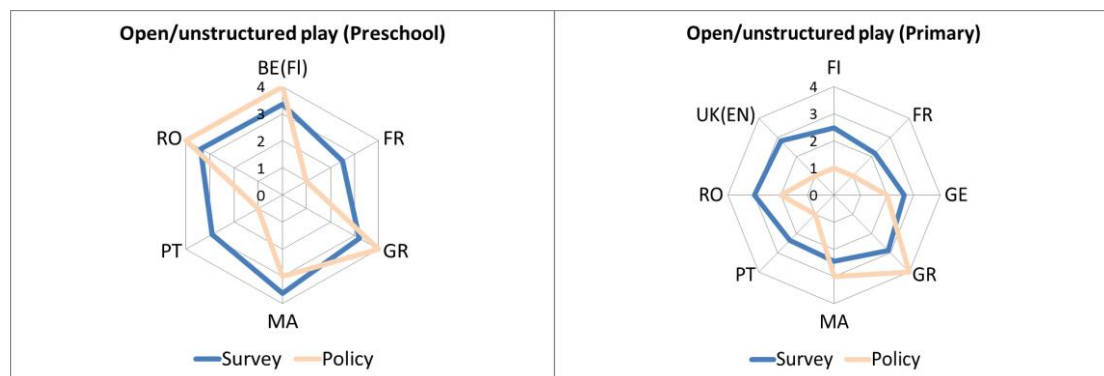 Open/unstructured play (Preschool)
BE(Fl)
4
3
2
1
0
FR
GR
MA
PT
RO
Survey
Policy
Open/unstructured play (Primary)
FI
4
3
2
1
0
FR
GE
GR
MA
PT
RO
UK(EN)
Survey
Policy